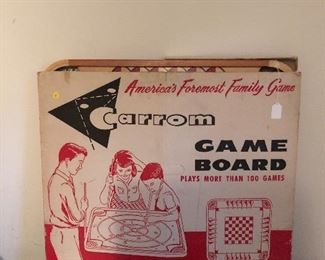 America's Foremost Family Game
Carrom
GAME
BOARD
PLAYS MORE THAN 100 GAMES